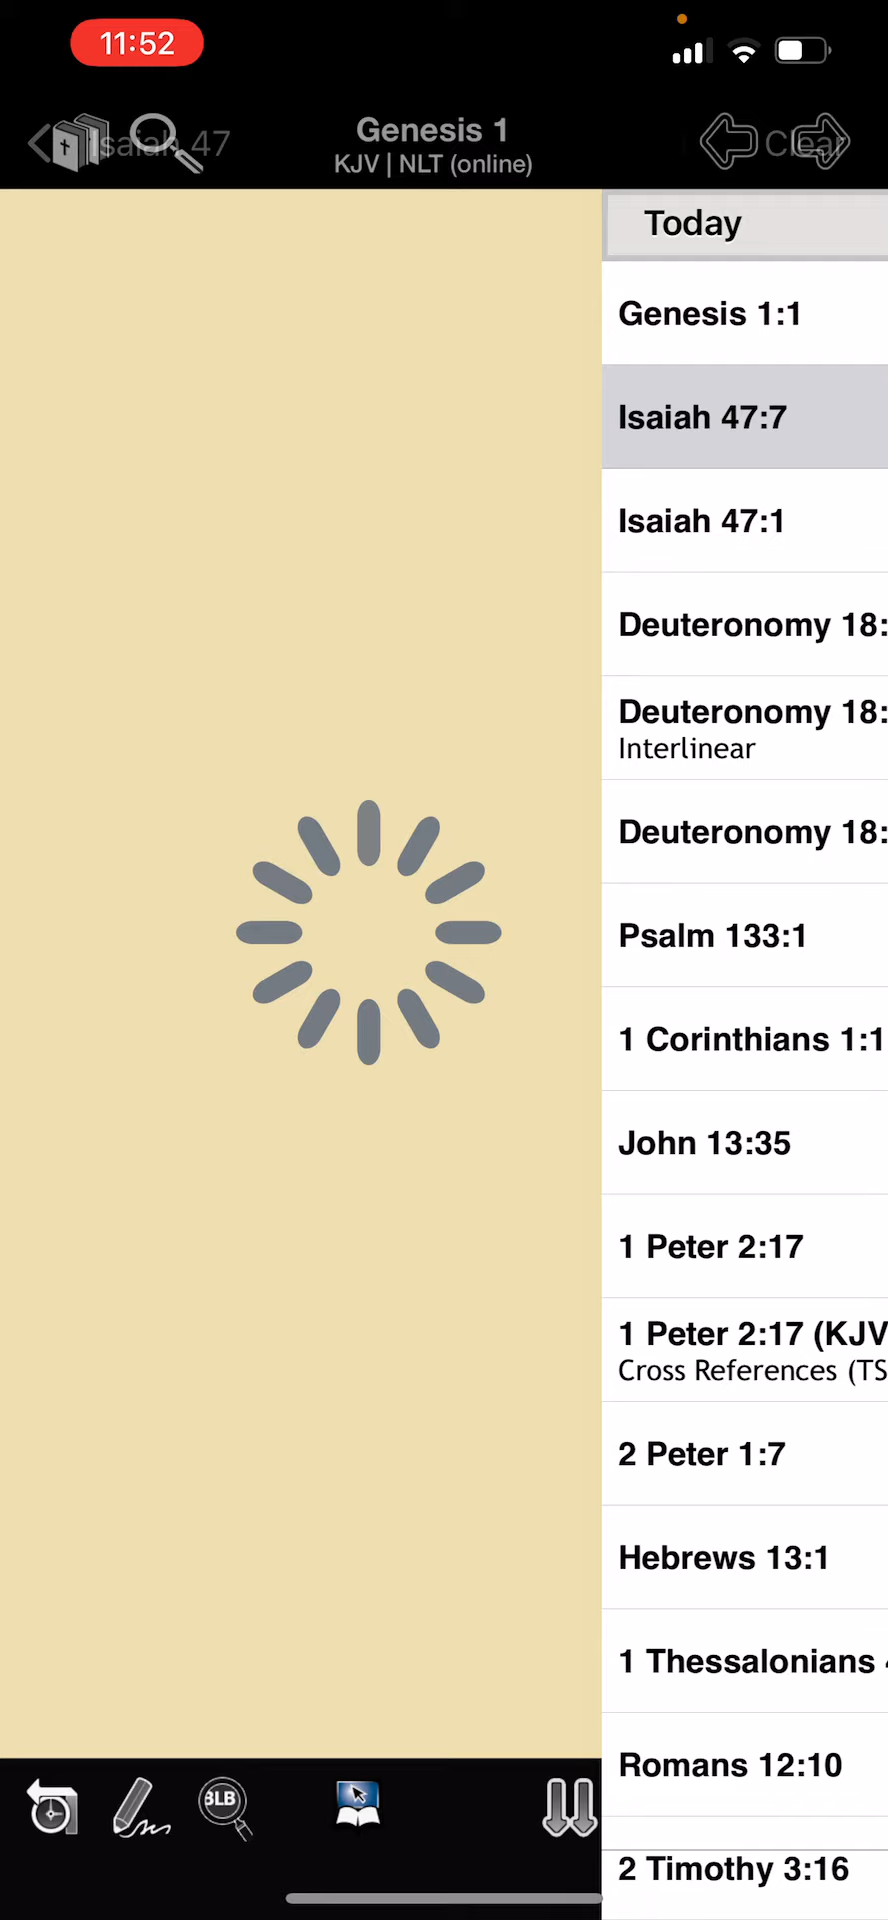 11:52
Isaiah 47
Genesis 1
KJV | NLT (online)
Clear
Today
Genesis 1:1
Isaiah 47:7
Isaiah 47:1
Deuteronomy 18:
Deuteronomy 18:
Interlinear
Deuteronomy 18:
Psalm 133:1
1 Corinthians 1:1
John 13:35
1 Peter 2:17
1 Peter 2:17 (KJV
Cross References (TS
2 Peter 1:7
Hebrews 13:1
1 Thessalonians
Romans 12:10
2 Timothy 3:16
BLB